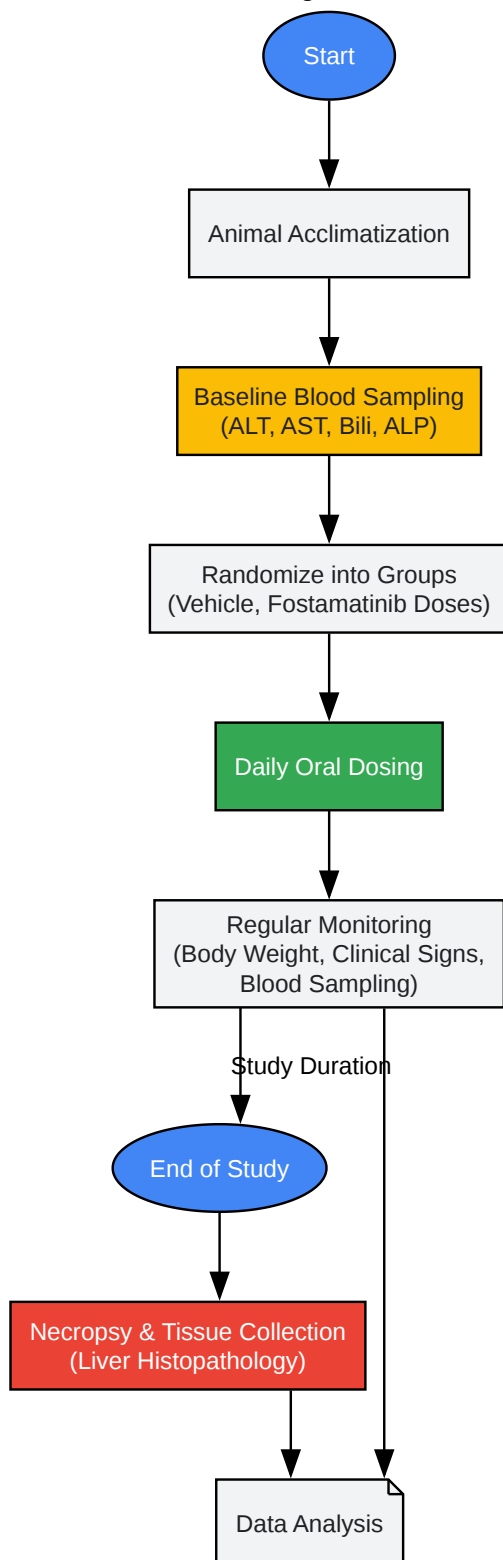 Start
Animal Acclimatization
Baseline Blood Sampling
(ALT, AST, Bili, ALP)
Randomize into Groups
(Vehicle, Fostamatinib Doses)
Daily Oral Dosing
Regular Monitoring
(Body Weight, Clinical Signs,
Blood Sampling)
Study Duration
End of Study
Necropsy & Tissue Collection
(Liver Histopathology)
Data Analysis